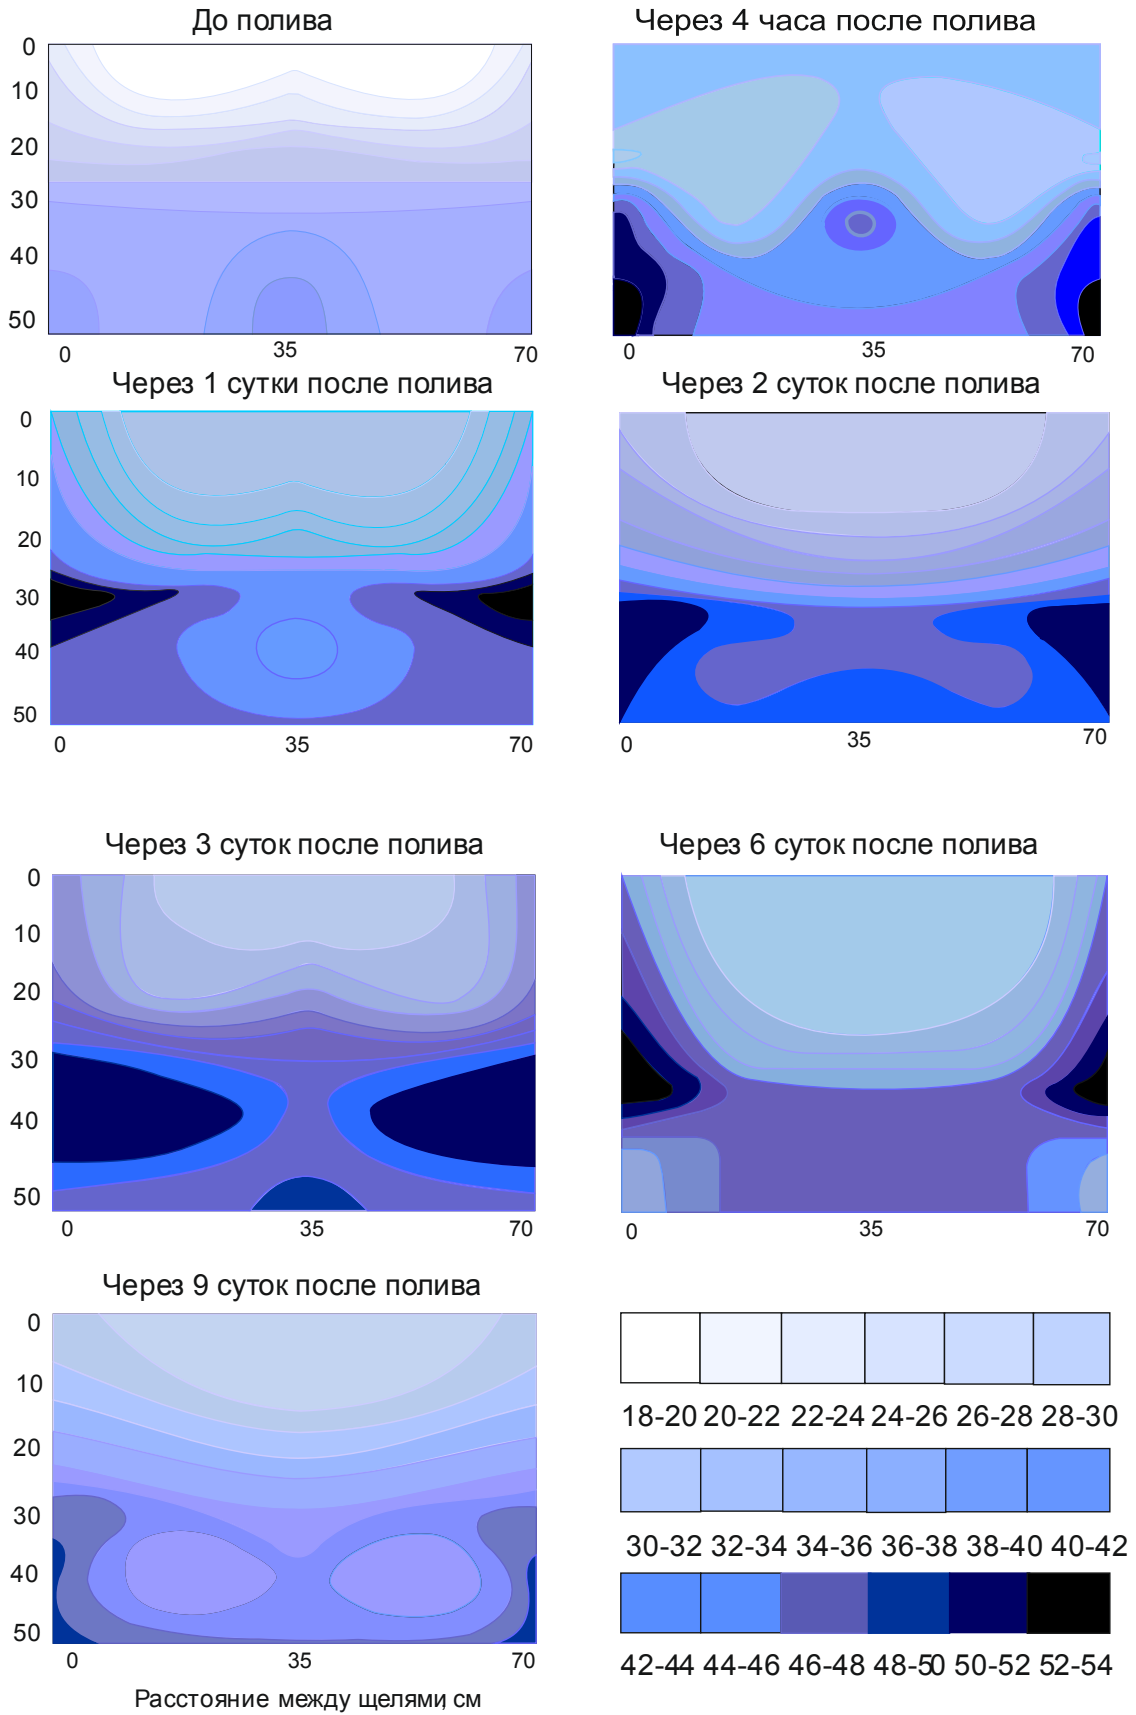 До полива
Через 4 часа после полива
0
10
20
30
40
50
0 35 70
0 35 70
Через 1 сутки после полива
Через 2 суток после полива
0
10
20
30
40
50
0 35 70
0 35 70
Через 3 суток после полива
Через 6 суток после полива
0
10
20
30
40
50
0 35 70
0 35 70
Через 9 суток после полива
0
10
20
30
40
50
0 35 70
Расстояние между щелями, см
18-20 20-22 22-24 24-26 26-28 28-30
30-32 32-34 34-36 36-38 38-40 40-42
42-44 44-46 46-48 48-50 50-52 52-54